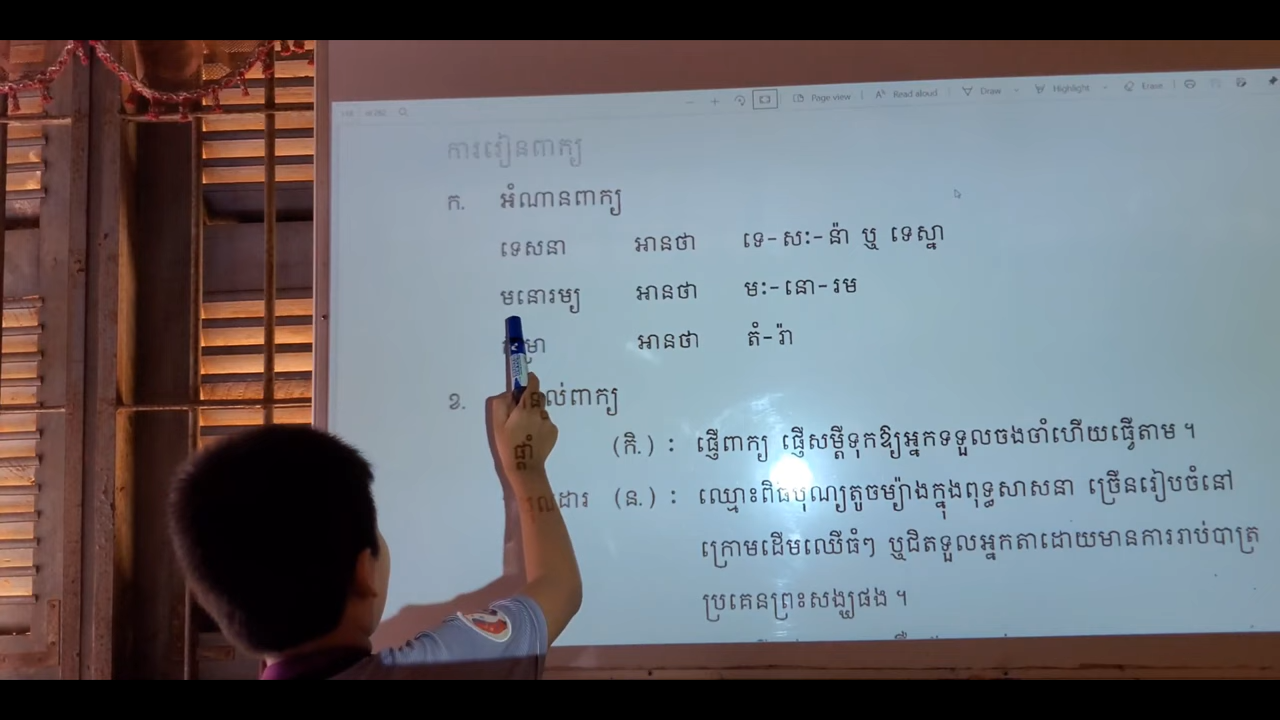 Page view Read aloud Draw Highlight Erase
ការរៀនពាក្យ
ក. អំណានពាក្យ
ទេសនា អានថា ទេ-សៈ-ន៉ា ឬ ទេស្នា
មនោរម្យ អានថា មៈ-នោ-រម
អានថា តំ-រ៉ា
ខ. ពាក្យ
ផ្ដាំ (កិ.) : ផ្ញើពាក្យ ផ្ញើសម្ដីទុកឱ្យអ្នកទទួលចងចាំហើយធ្វើតាម ។
(ន.) : ឈ្មោះពិធីបុណ្យតូចម្យ៉ាងក្នុងពុទ្ធសាសនា ច្រើនរៀបចំនៅ
ក្រោមដើមឈើធំៗ ឬជិតទួលអ្នកតាដោយមានការរាប់បាត្រ
ប្រគេនព្រះសង្ឃផង ។